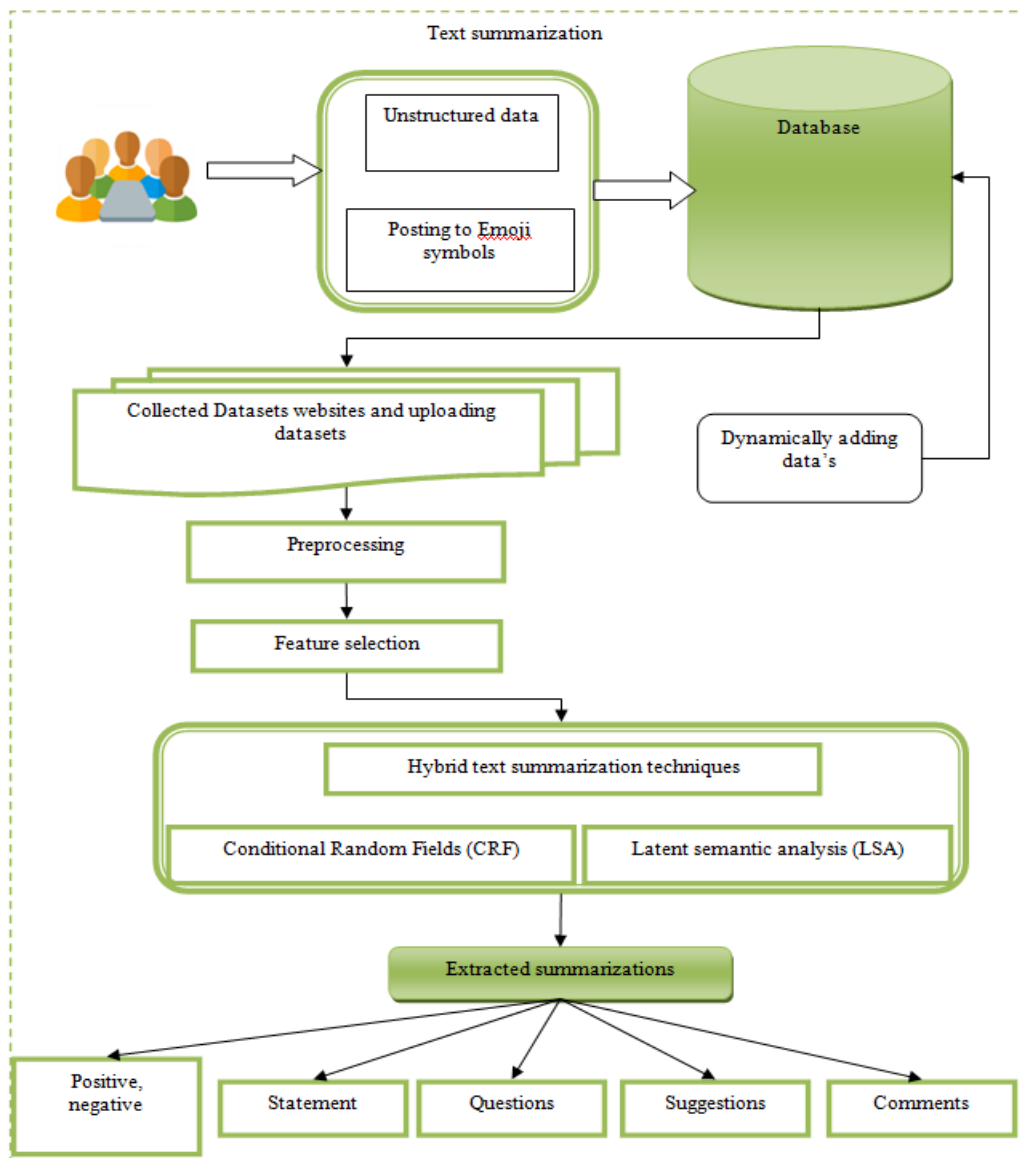 Text summarization
Unstructured data
Posting to Emoji
symbols
Database
Collected Datasets websites and uploading
datasets
Dynamically adding
data’s
Preprocessing
Feature selection
Hybrid text summarization techniques
Conditional Random Fields (CRF)
Latent semantic analysis (LSA)
Extracted summarizations
Positive,
negative
Statement
Questions
Suggestions
Comments